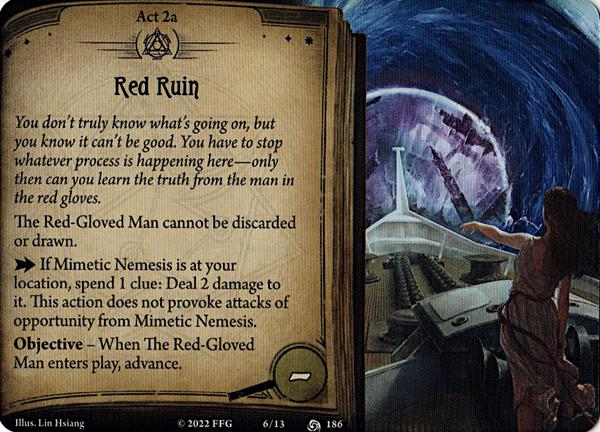 Act 2a
Red Ruin
You don't truly know what's going on, but
you know it can't be good. You have to stop
whatever process is happening here—only
then can you learn the truth from the man in
the red gloves.
The Red-Gloved Man cannot be discarded
or drawn.
If Mimetic Nemesis is at your
location, spend 1 clue: Deal 2 damage to
it. This action does not provoke attacks of
opportunity from Mimetic Nemesis.
Objective – When The Red-Gloved
Man enters play, advance.
–
Illus. Lin Hsiang © 2022 FFG 6/13 186